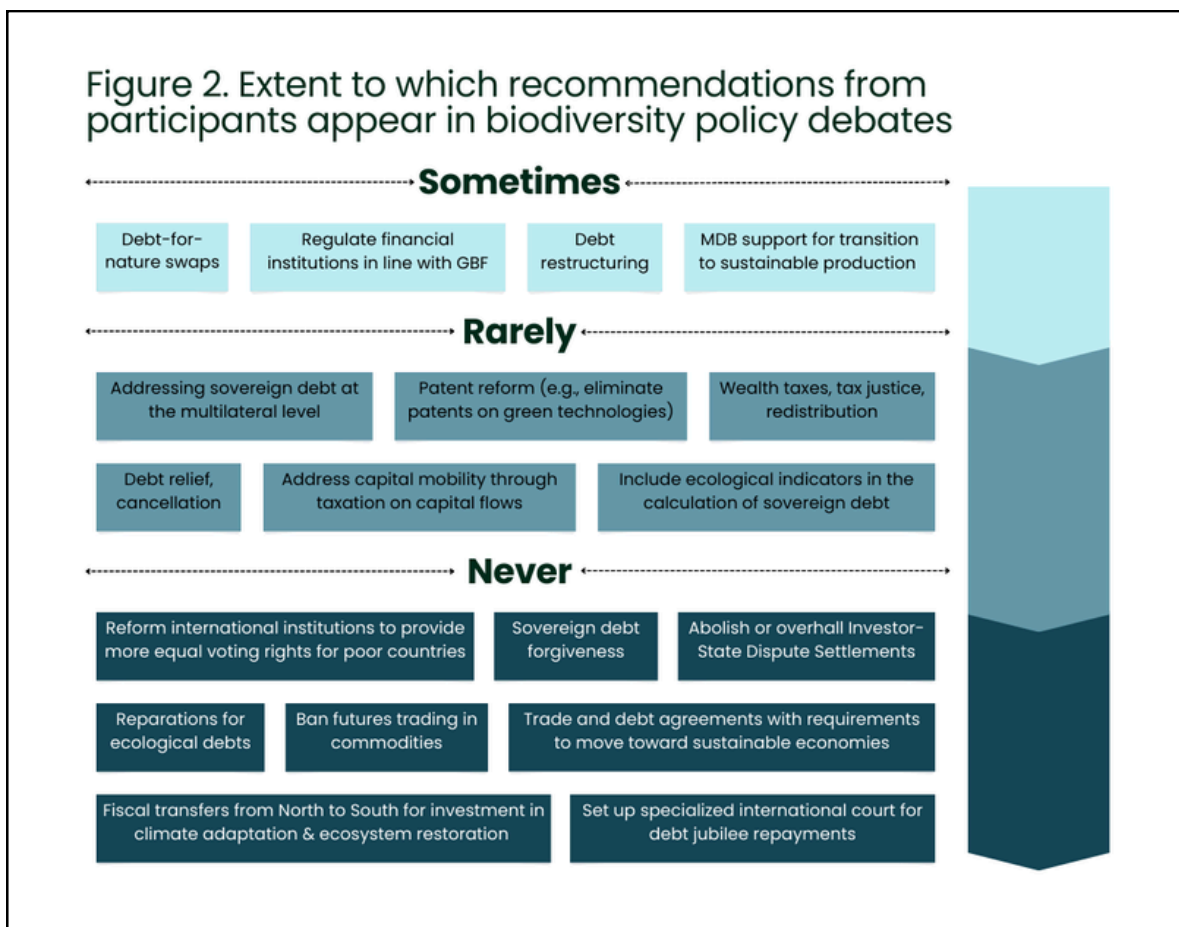 Figure 2. Extent to which recommendations from
participants appear in biodiversity policy debates
Sometimes
Debt-for-
nature swaps
Regulate financial
institutions in line with GBF
Debt
restructuring
MDB support for transition
to sustainable production
Rarely
Addressing sovereign debt at
the multilateral level
Patent reform (e.g., eliminate
patents on green technologies)
Wealth taxes, tax justice,
redistribution
Debt relief,
cancellation
Address capital mobility through
taxation on capital flows
Include ecological indicators in the
calculation of sovereign debt
Never
Reform international institutions to provide
more equal voting rights for poor countries
Sovereign debt
forgiveness
Abolish or overhall Investor-
State Dispute Settlements
Reparations for
ecological debts
Ban futures trading in
commodities
Trade and debt agreements with requirements
to move toward sustainable economies
Fiscal transfers from North to South for investment in
climate adaptation & ecosystem restoration
Set up specialized international court for
debt jubilee repayments